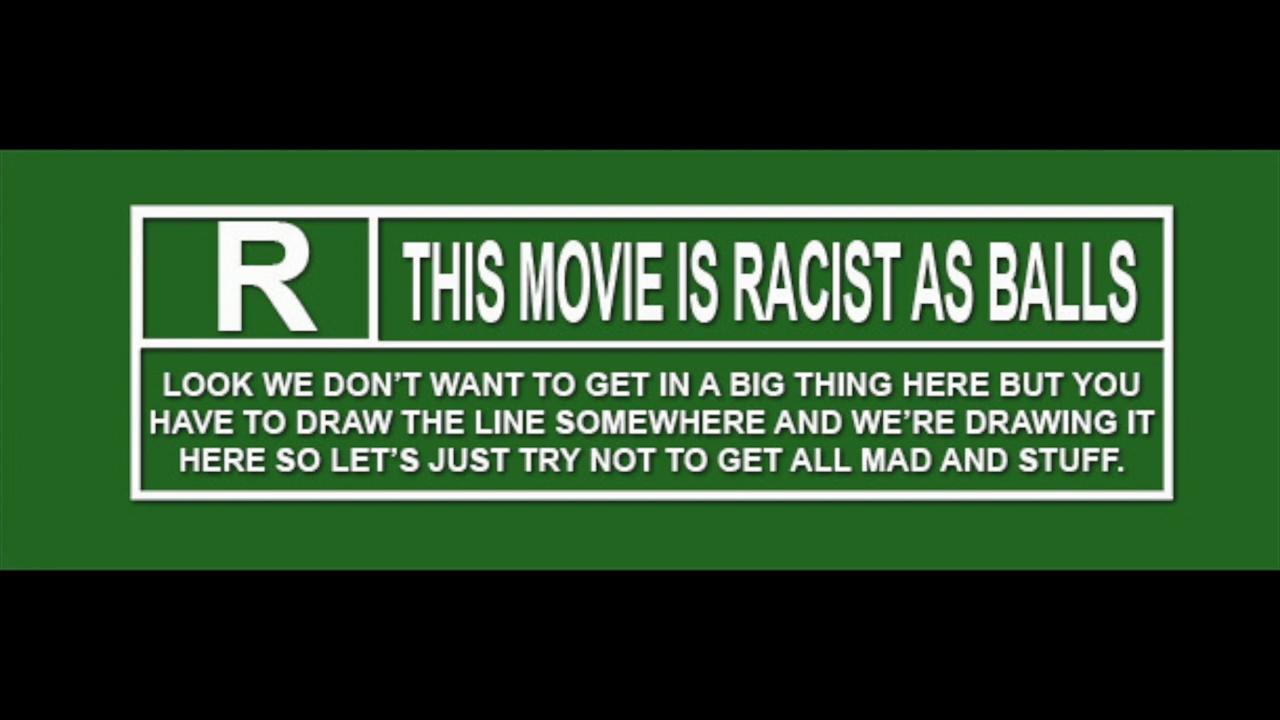 R
THIS MOVIE IS RACIST AS BALLS
LOOK WE DON’T WANT TO GET IN A BIG THING HERE BUT YOU
HAVE TO DRAW THE LINE SOMEWHERE AND WE’RE DRAWING IT
HERE SO LET’S JUST TRY NOT TO GET ALL MAD AND STUFF.